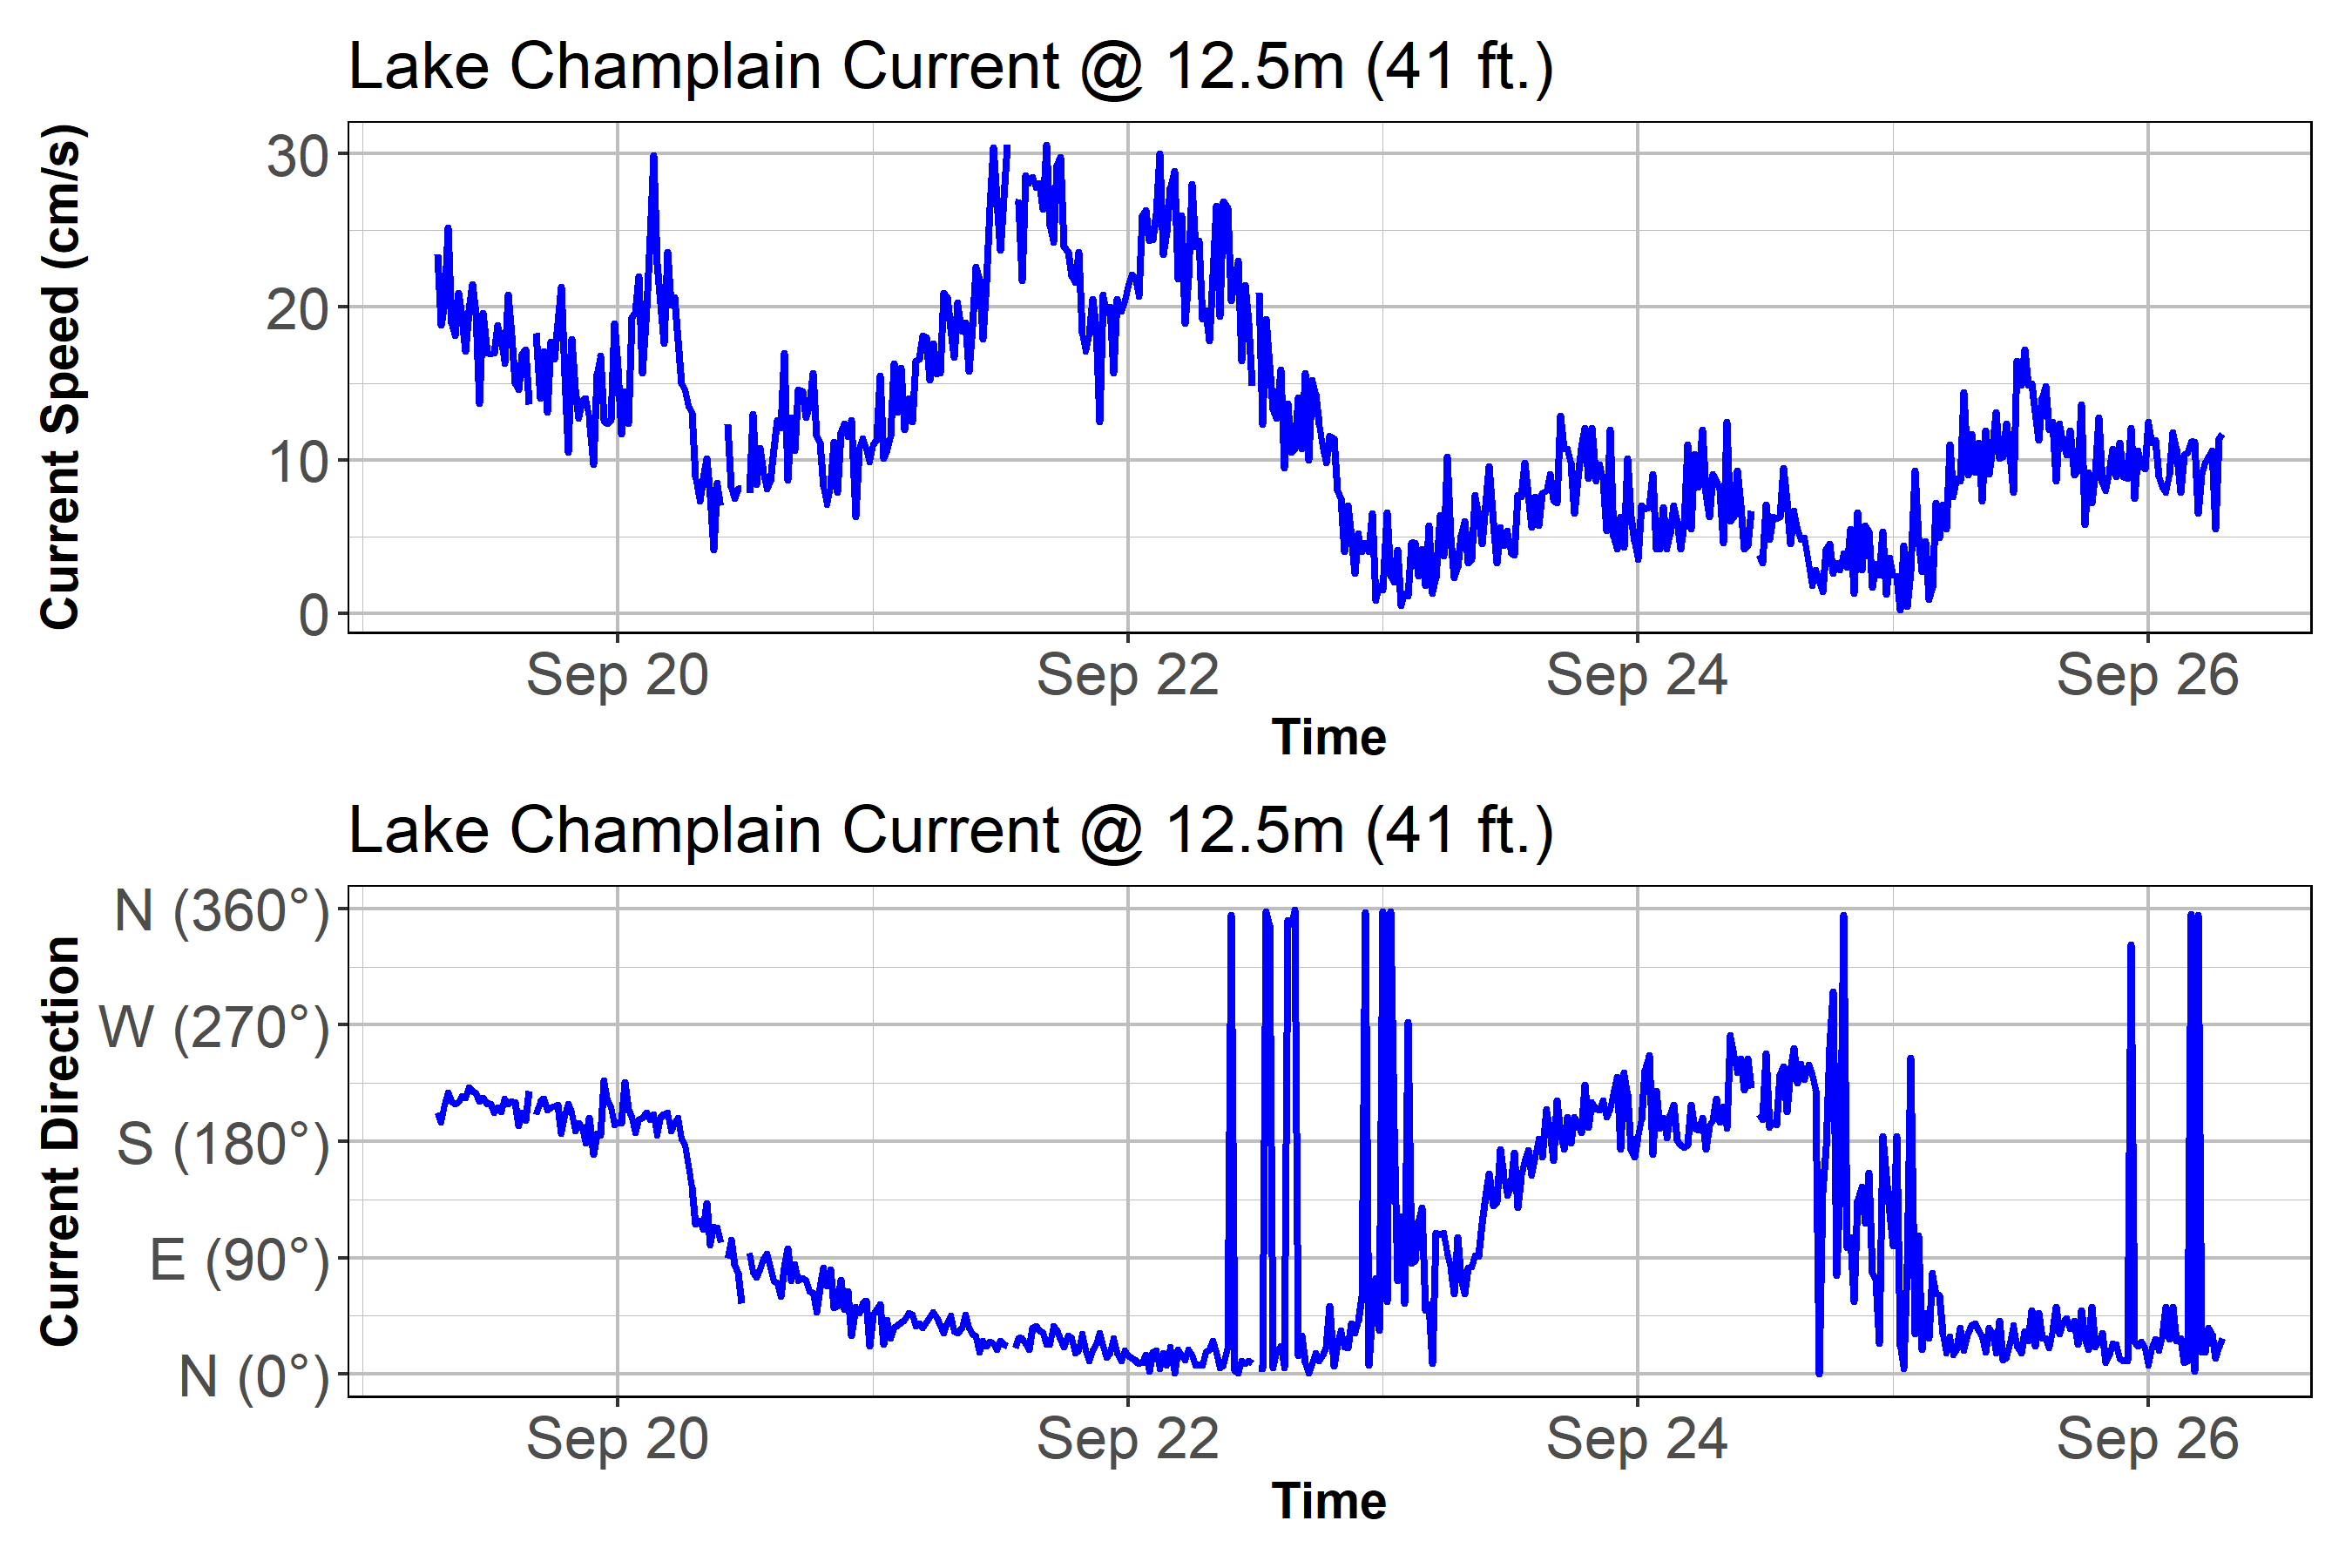 Lake Champlain Current @ 12.5m (41 ft.)
Current Speed (cm/s)
30
20
10
0
Sep 20 Sep 22 Sep 24 Sep 26
Time
Lake Champlain Current @ 12.5m (41 ft.)
Current Direction
N (360°)
W (270°)
S (180°)
E (90°)
N (0°)
Sep 20 Sep 22 Sep 24 Sep 26
Time